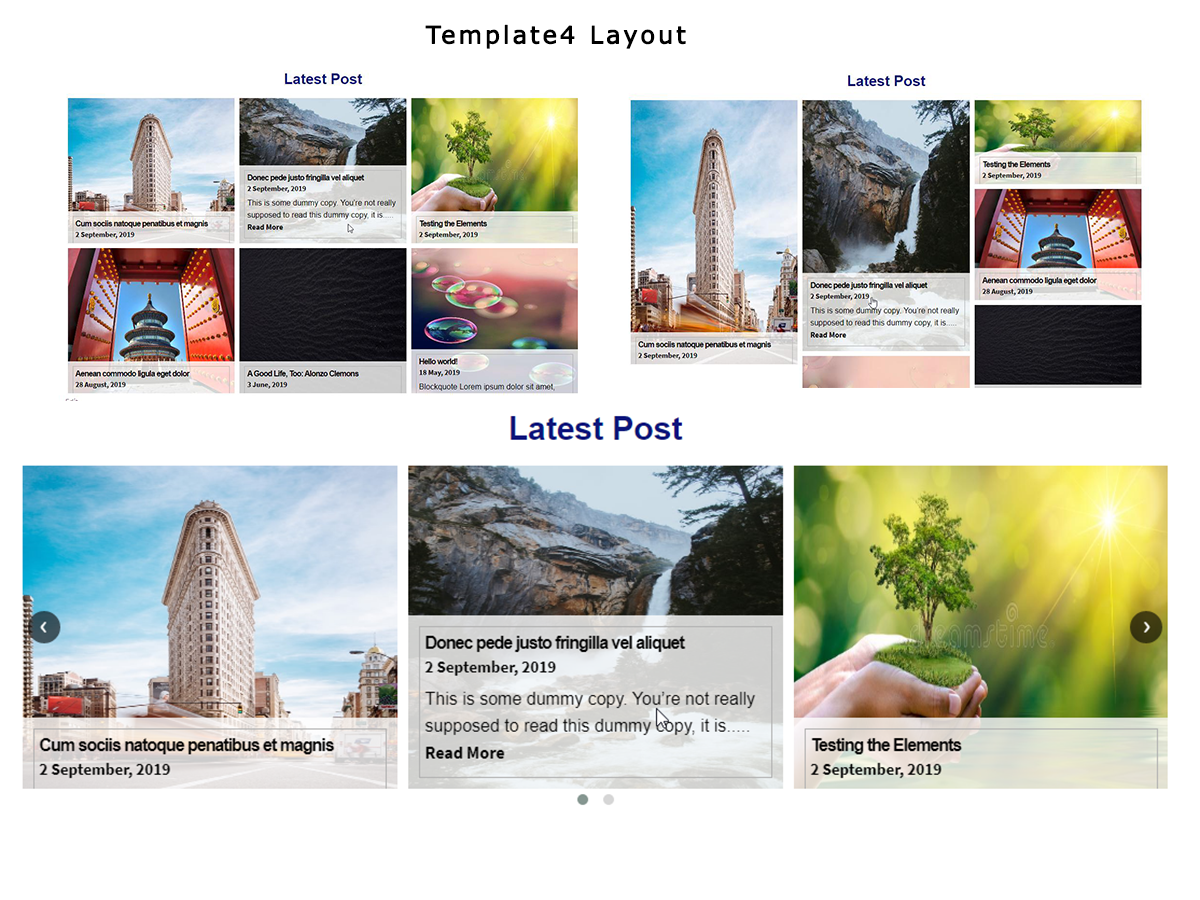 Template4 Layout
Latest Post
Cum sociis natoque penatibus et magnis
2 September, 2019
Donec pede justo fringilla vel aliquet
2 September, 2019
This is some dummy copy. You're not really
supposed to read this dummy copy, it is.....
Read More
Testing the Elements
2 September, 2019
Aenean commodo ligula eget dolor
28 August, 2019
A Good Life, Too: Alonzo Clemons
3 June, 2019
Hello world!
18 May, 2019
Blockquote Lorem ipsum dolor sit amet,
Latest Post
Cum sociis natoque penatibus et magnis
2 September, 2019
Donec pede justo fringilla vel aliquet
2 September, 2019
This is some dummy copy. You're not really
supposed to read this dummy copy, it is.....
Read More
Testing the Elements
2 September, 2019
Aenean commodo ligula eget dolor
28 August, 2019
Latest Post
Cum sociis natoque penatibus et magnis
2 September, 2019
Donec pede justo fringilla vel aliquet
2 September, 2019
This is some dummy copy. You're not really
supposed to read this dummy copy, it is.....
Read More
Testing the Elements
2 September, 2019